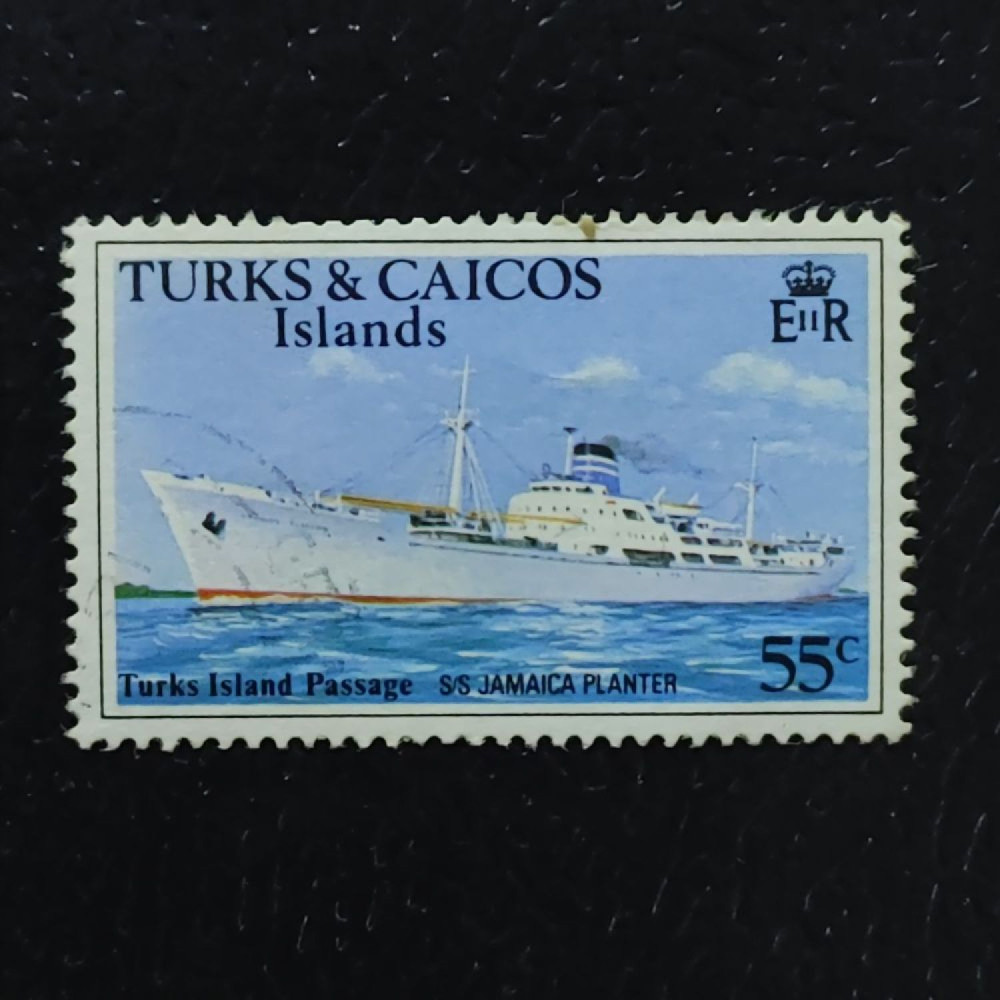 TURKS & CAICOS
Islands
EIIR
55c
Turks Island Passage S/S JAMAICA PLANTER